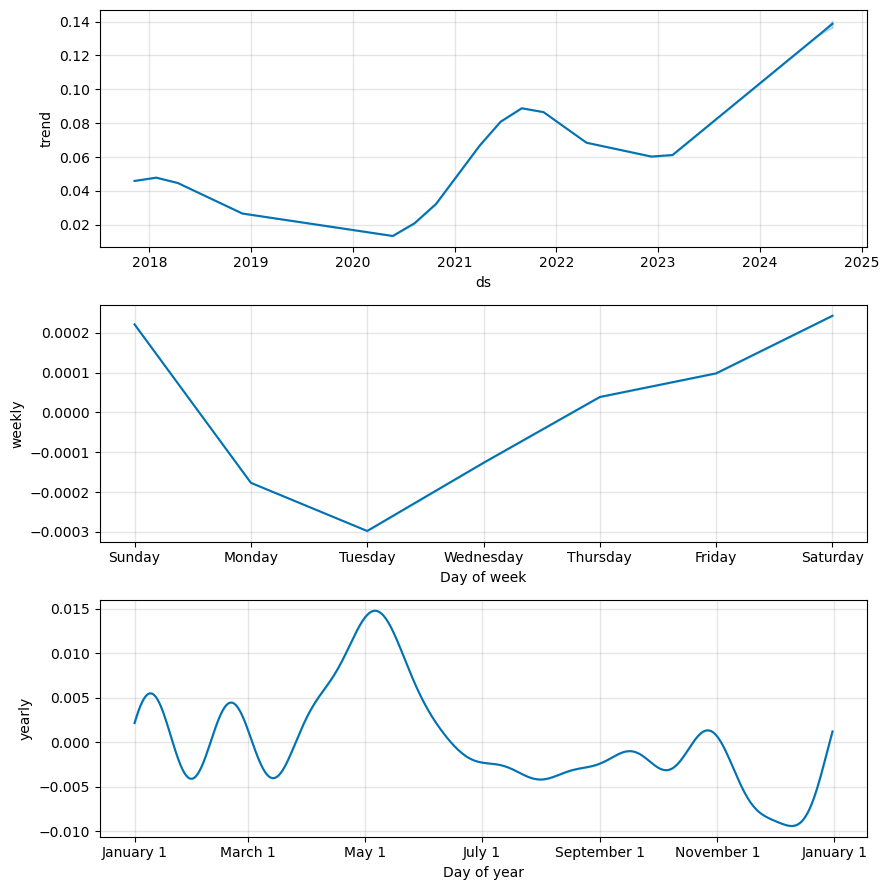 0.14
0.12
0.10
0.08
0.06
0.04
0.02
trend
2018 2019 2020 2021 2022 2023 2024 2025
ds
0.0002
0.0001
0.0000
−0.0001
−0.0002
−0.0003
weekly
Sunday Monday Tuesday Wednesday Thursday Friday Saturday
Day of week
0.015
0.010
0.005
0.000
−0.005
−0.010
yearly
January 1 March 1 May 1 July 1 September 1 November 1 January 1
Day of year